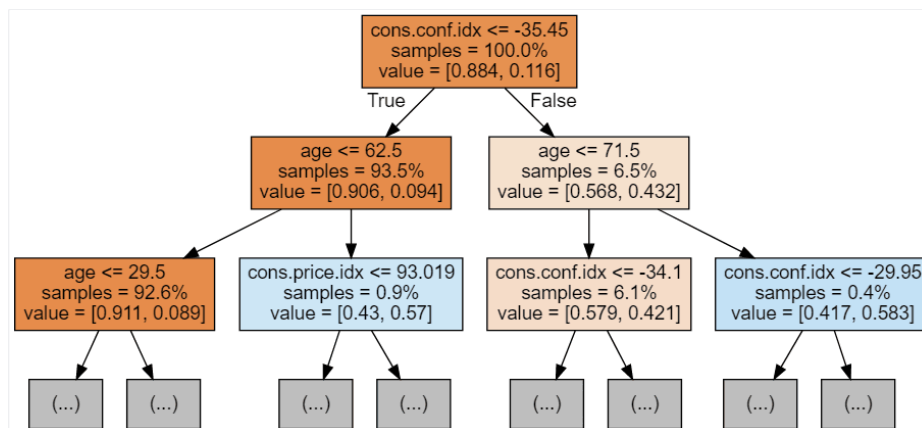 cons.conf.idx <= -35.45
samples = 100.0%
value = [0.884, 0.116]
True
False
age <= 62.5
samples = 93.5%
value = [0.906, 0.094]
age <= 71.5
samples = 6.5%
value = [0.568, 0.432]
age <= 29.5
samples = 92.6%
value = [0.911, 0.089]
cons.price.idx <= 93.019
samples = 0.9%
value = [0.43, 0.57]
cons.conf.idx <= -34.1
samples = 6.1%
value = [0.579, 0.421]
cons.conf.idx <= -29.95
samples = 0.4%
value = [0.417, 0.583]
(...)
(...)
(...)
(...)
(...)
(...)
(...)
(...)